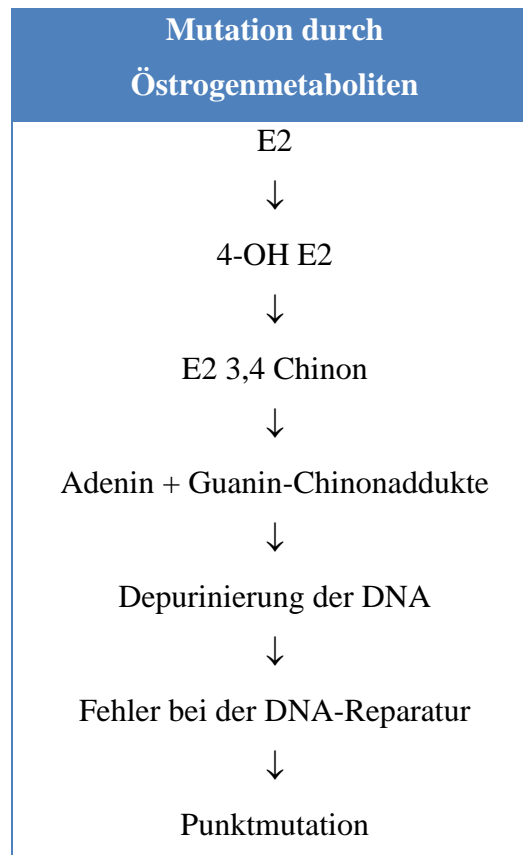 Mutation durch
Östrogenmetaboliten
E2
↓
4-OH E2
↓
E2 3,4 Chinon
↓
Adenin + Guanin-Chinonaddukte
↓
Depurinierung der DNA
↓
Fehler bei der DNA-Reparatur
↓
Punktmutation